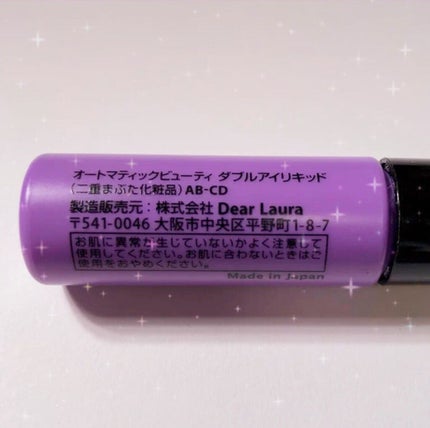 オートマティックビューティ ダブルアイリキッド
（二重まぶた化粧品）AB-CD
製造販売元：株式会社 Dear Laura
〒541-0046 大阪市中央区平野町1-8-7
お肌に異常が生じていないかよく注意して
使用してください。お肌に合わないときはご
使用をおやめください。
Made in Japan